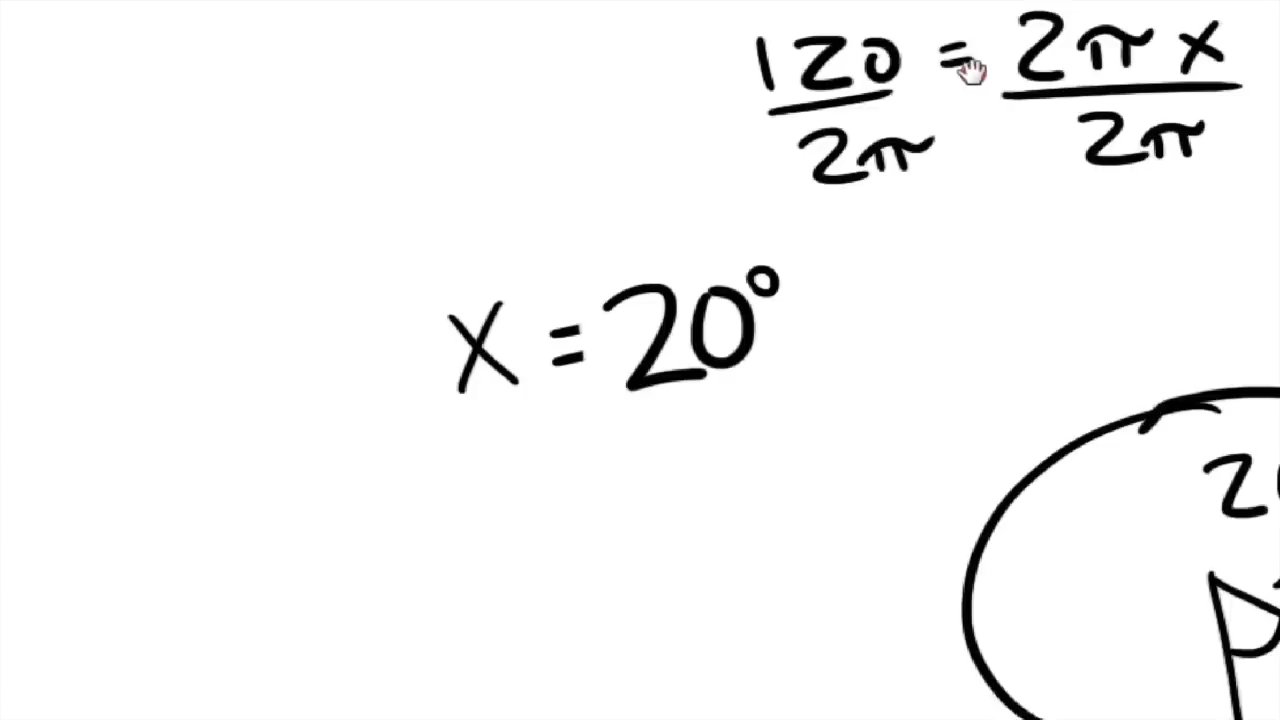 120 = 2πx
2π 2π
x = 20°